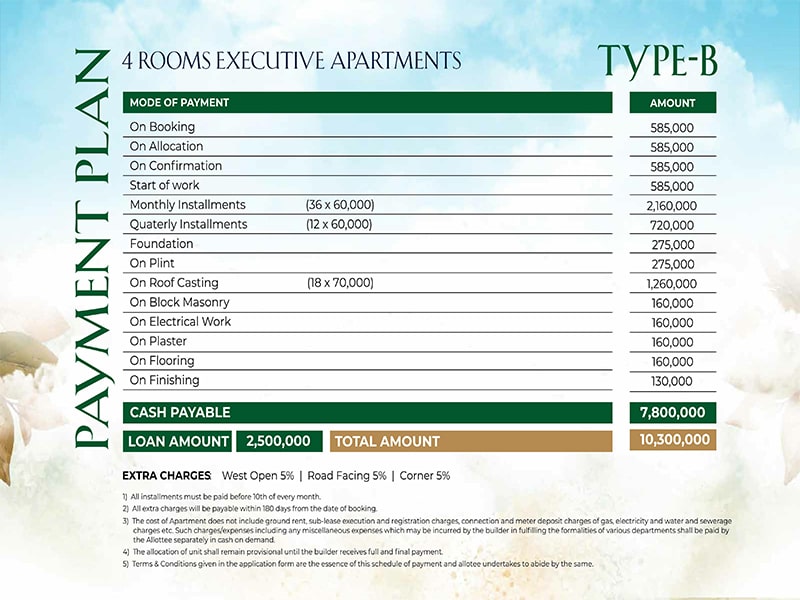 PAYMENT PLAN
4 ROOMS EXECUTIVE APARTMENTS TYPE-B
MODE OF PAYMENT AMOUNT
On Booking 585,000
On Allocation 585,000
On Confirmation 585,000
Start of work 585,000
Monthly Installments (36 x 60,000) 2,160,000
Quaterly Installments (12 x 60,000) 720,000
Foundation 275,000
On Plint 275,000
On Roof Casting (18 x 70,000) 1,260,000
On Block Masonry 160,000
On Electrical Work 160,000
On Plaster 160,000
On Flooring 160,000
On Finishing 130,000
CASH PAYABLE 7,800,000
LOAN AMOUNT 2,500,000 TOTAL AMOUNT 10,300,000
EXTRA CHARGES: West Open 5% | Road Facing 5% | Corner 5%
1) All installments must be paid before 10th of every month.
2) All extra charges will be payable within 180 days from the date of booking.
3) The cost of Apartment does not include ground rent, sub-lease execution and registration charges, connection and meter deposit charges of gas, electricity and water and sewerage
charges etc. Such charges/expenses including any miscellaneous expenses which may be incurred by the builder in fulfilling the formalities of various departments shall be paid by
the Allottee separately in cash on demand.
4) The allocation of unit shall remain provisional until the builder receives full and final payment.
5) Terms & Conditions given in the application form are the essence of this schedule of payment and allotee undertakes to abide by the same.